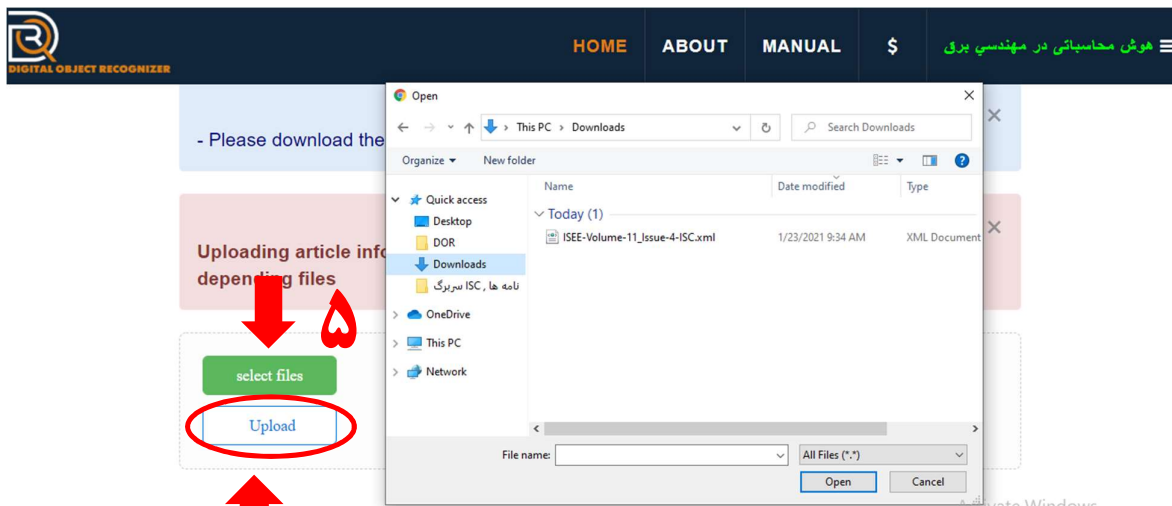 DIGITAL OBJECT RECOGNIZER
HOME ABOUT MANUAL $ هوش محاسباتی در مهندسي برق
- Please download the
Uploading article info
depending files
۵
select files
Upload
Open
This PC › Downloads
Search Downloads
Organize New folder
Name Date modified Type
Quick access
Desktop
DOR
Downloads
نامه ها , ISC سربرگ
OneDrive
This PC
Network
Today (1)
ISEE-Volume-11_Issue-4-ISC.xml 1/23/2021 9:34 AM XML Document
File name: All Files (*.*)
Open Cancel